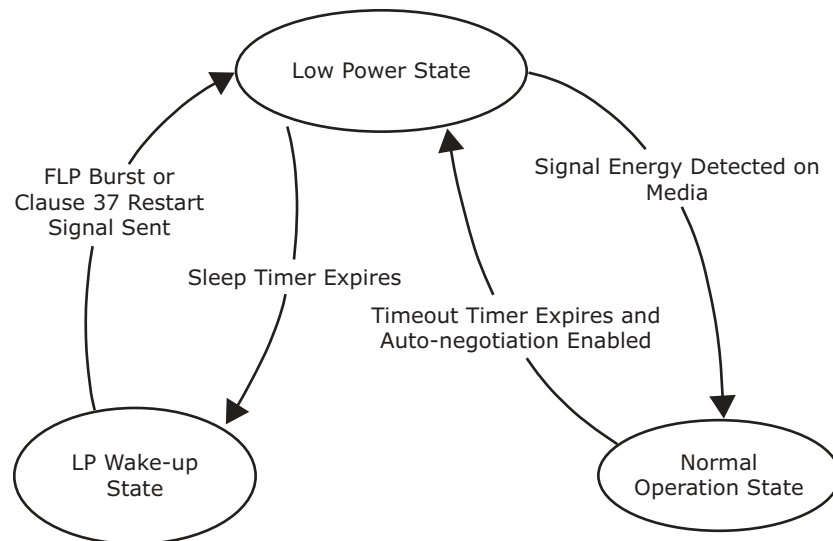 Low Power State
FLP Burst or
Clause 37 Restart
Signal Sent
Signal Energy Detected on
Media
Sleep Timer Expires
Timeout Timer Expires and
Auto-negotiation Enabled
LP Wake-up
State
Normal
Operation State